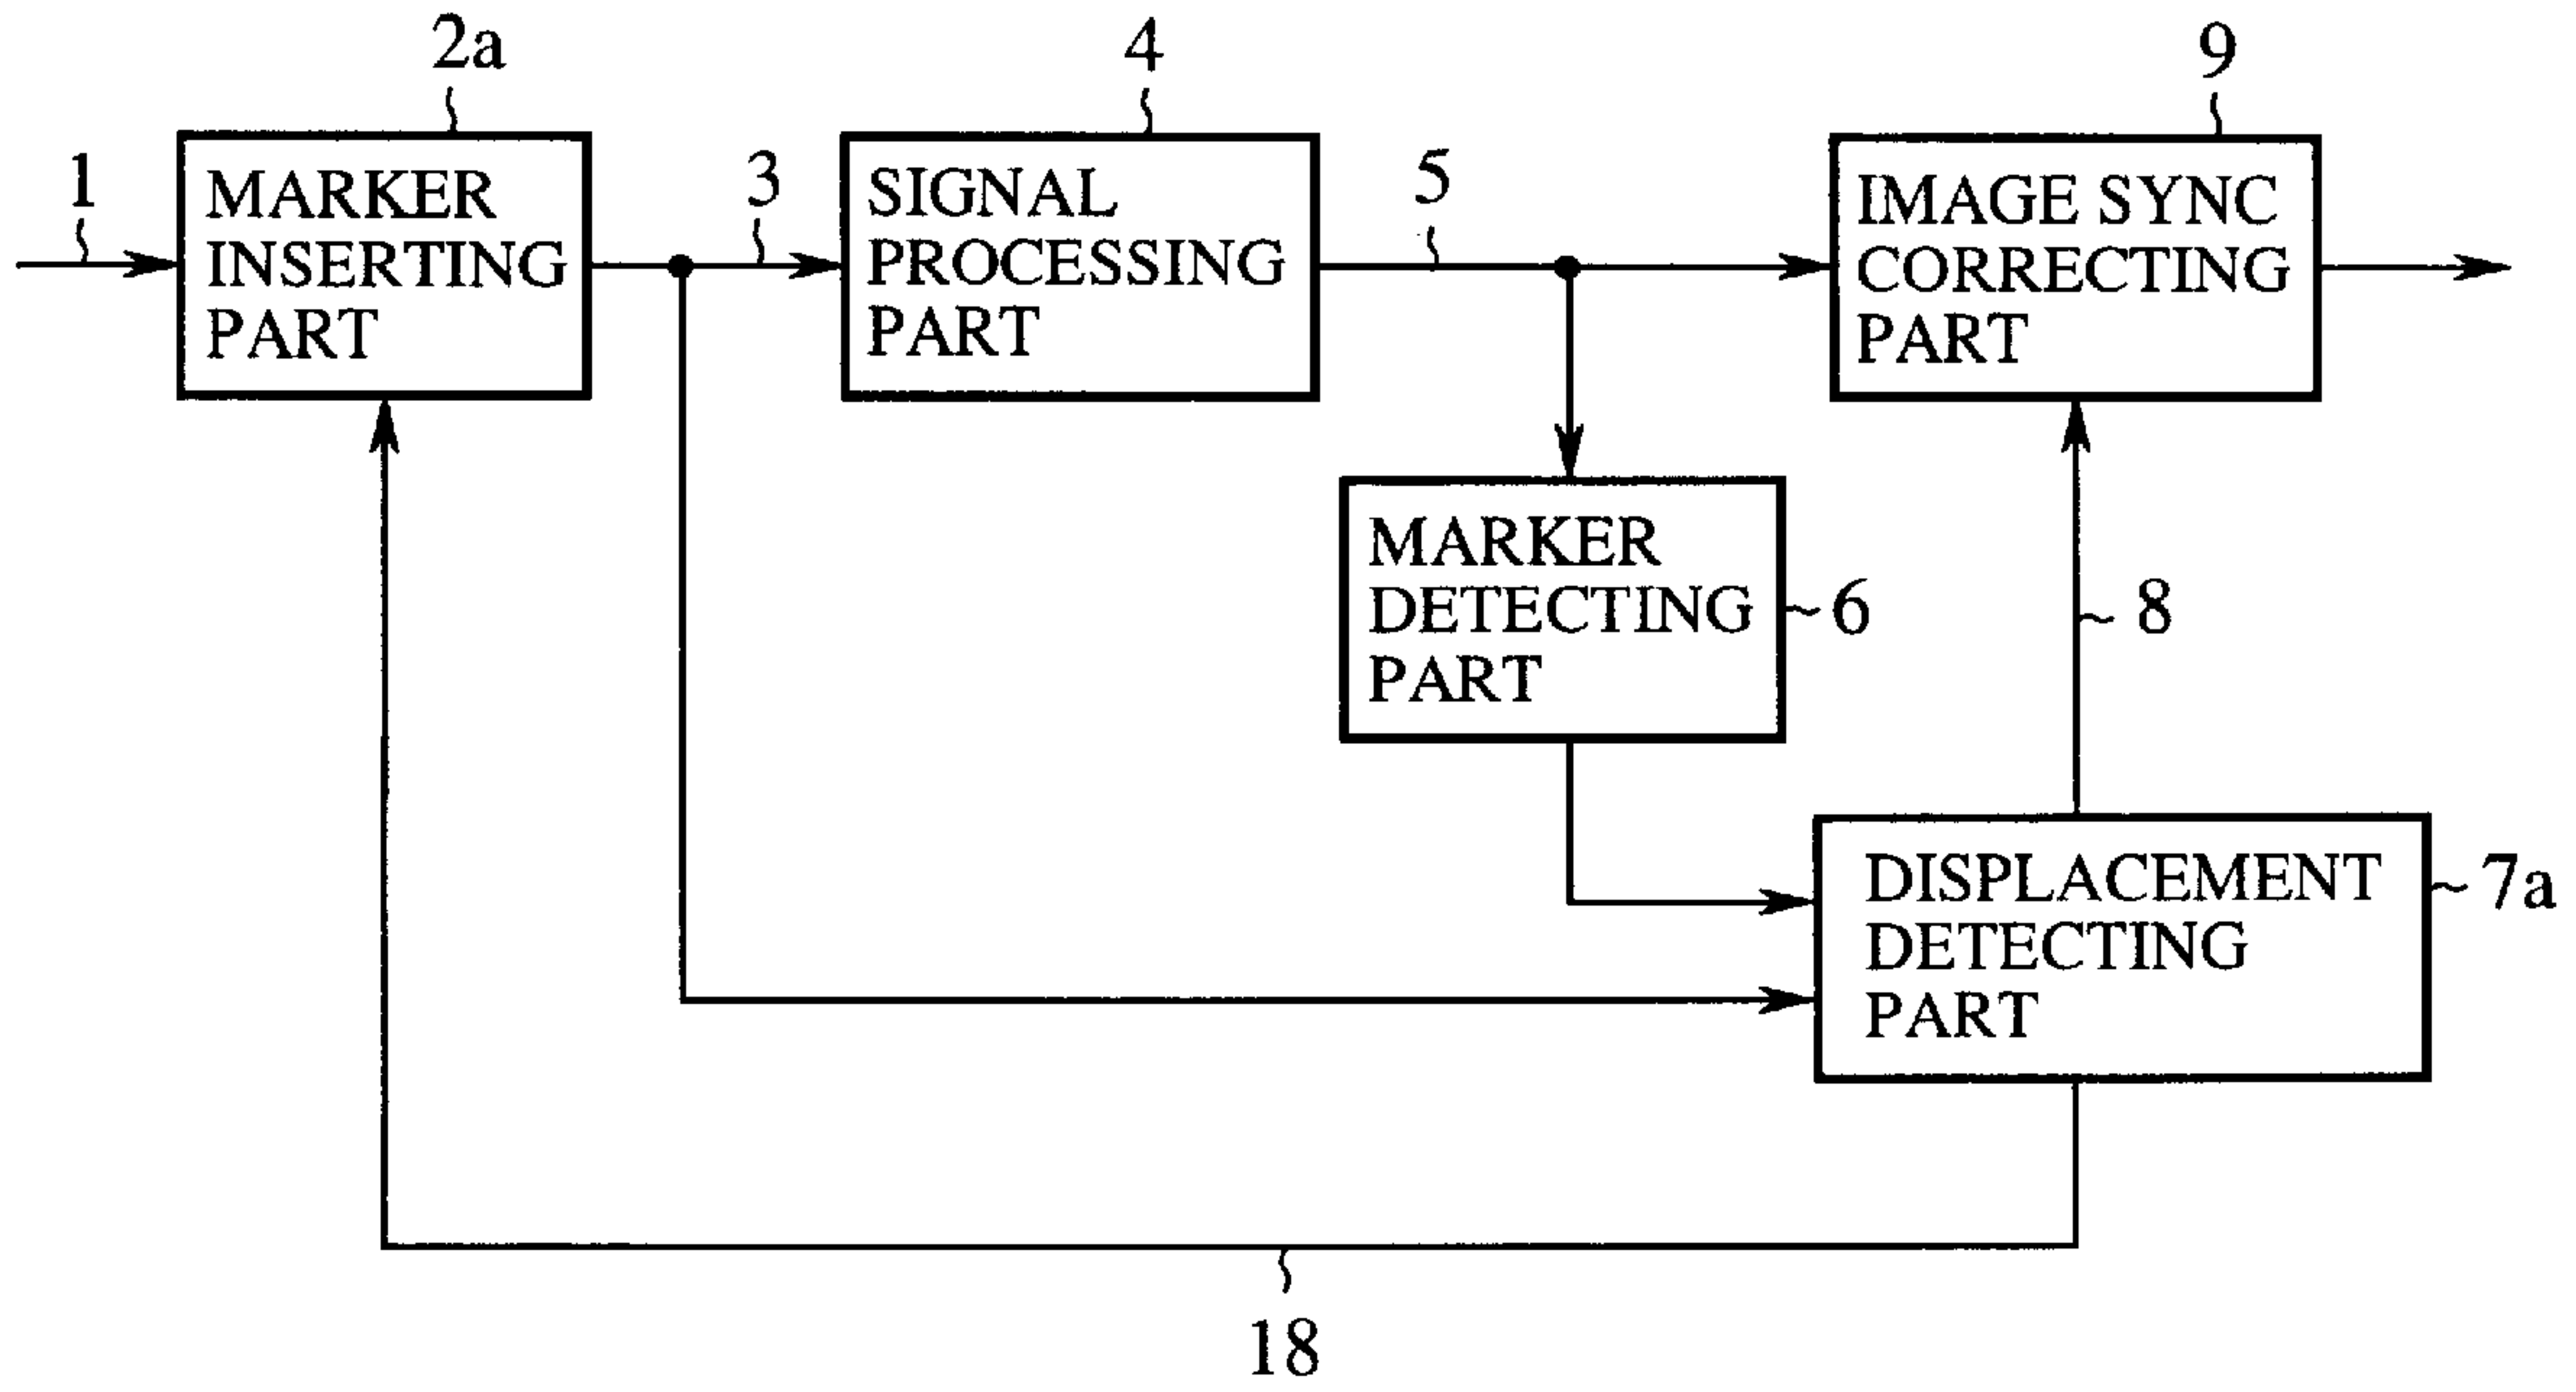 2a
4
9
1
MARKER
INSERTING
PART
3
SIGNAL
PROCESSING
PART
5
IMAGE SYNC
CORRECTING
PART
MARKER
DETECTING
PART
6
8
DISPLACEMENT
DETECTING
PART
7a
18